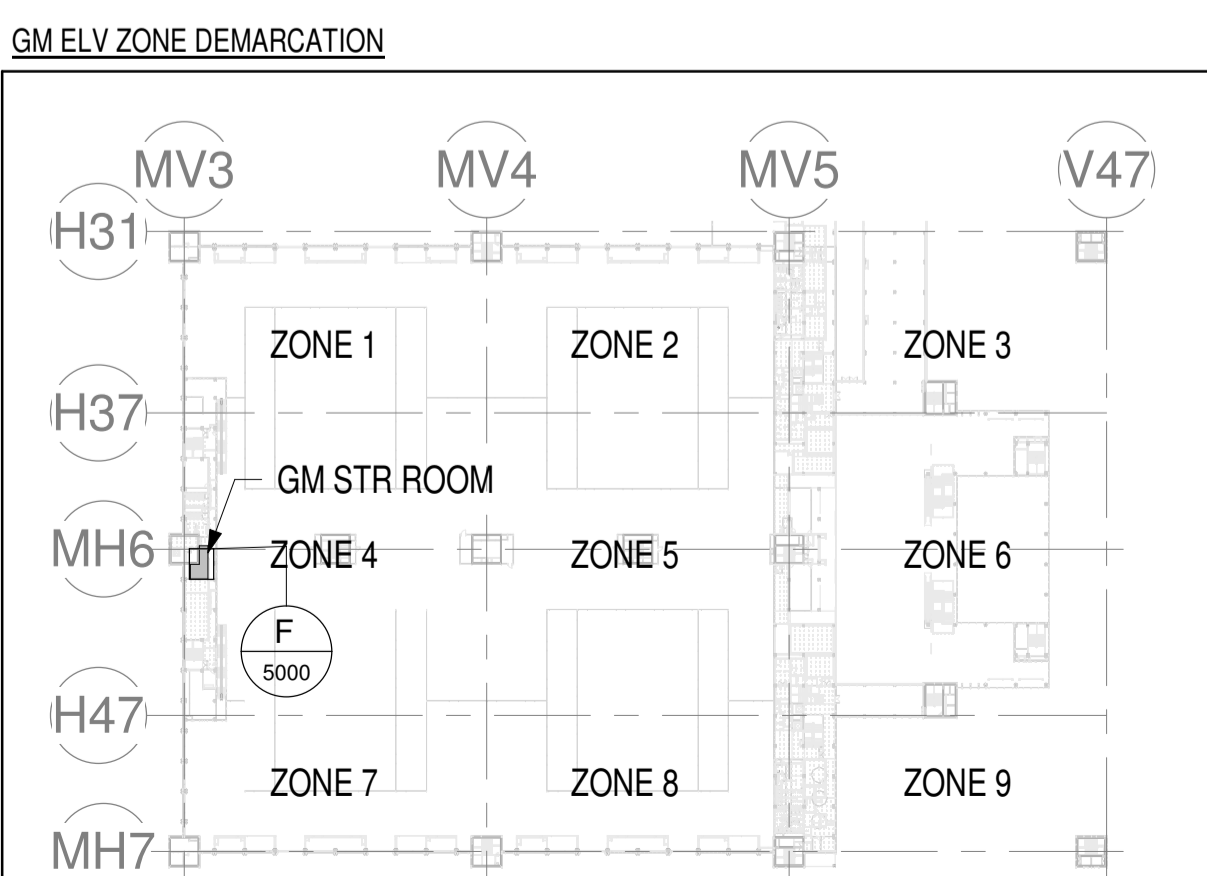 GM ELV ZONE DEMARCATION
MV3 MV4 MV5 V47
H31
ZONE 1 ZONE 2 ZONE 3
H37
GM STR ROOM
MH6 ZONE 4 ZONE 5 ZONE 6
F
5000
H47
ZONE 7 ZONE 8 ZONE 9
MH7